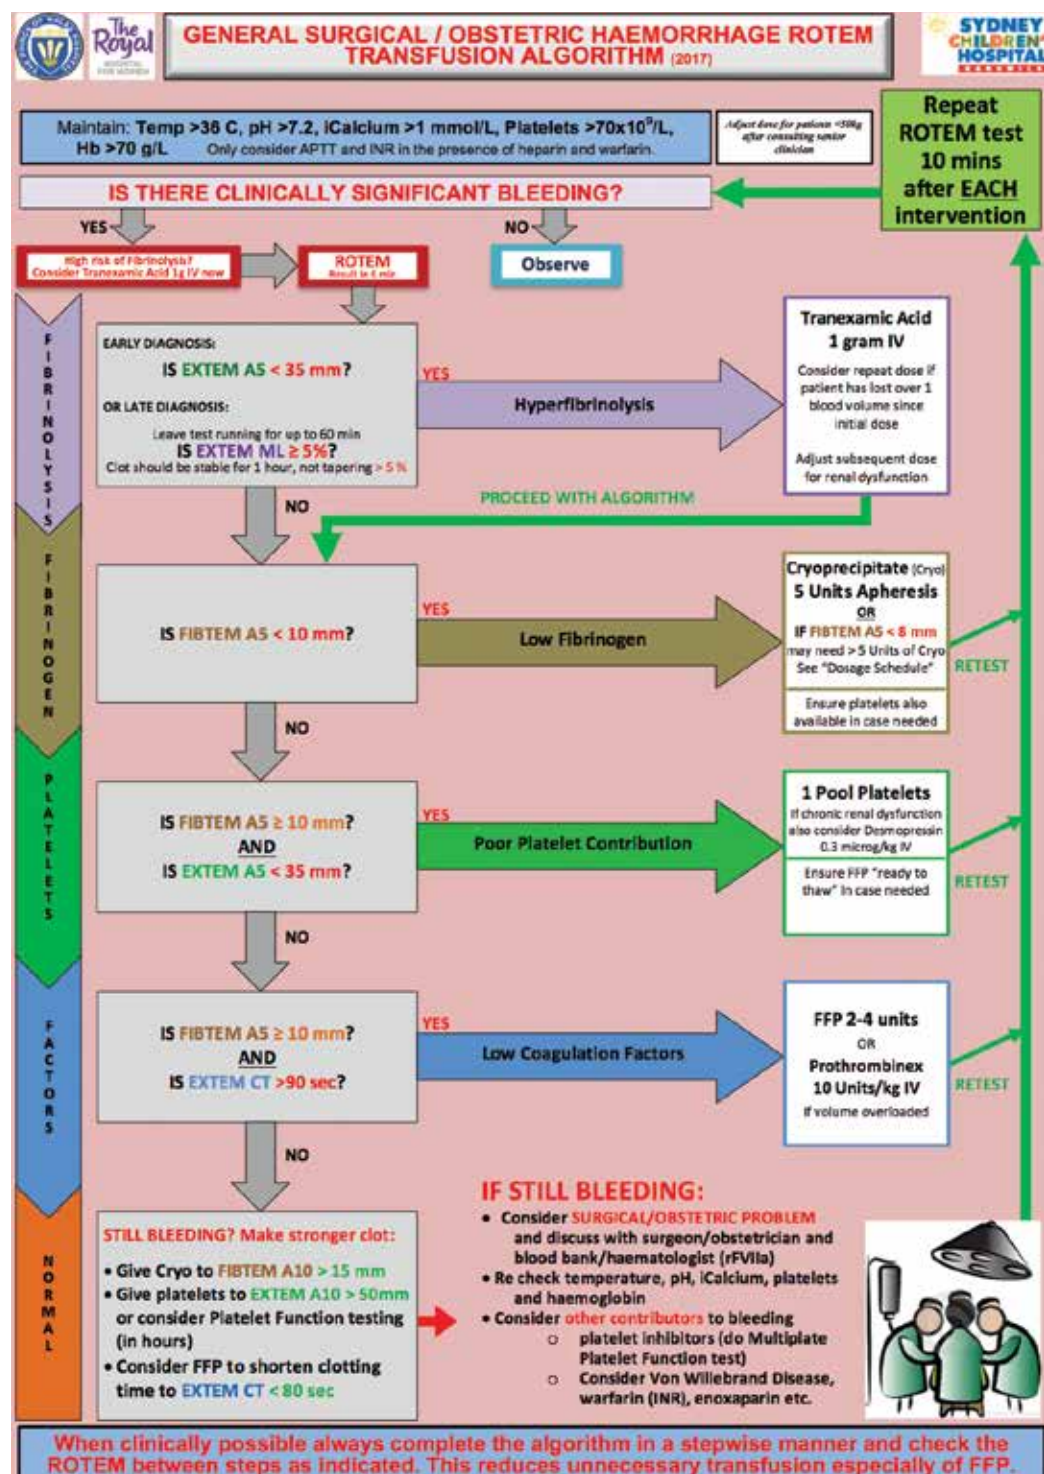 The
Royal
HOSPITAL
FOR WOMEN
GENERAL SURGICAL / OBSTETRIC HAEMORRHAGE ROTEM
TRANSFUSION ALGORITHM (2017)
SYDNEY
CHILDREN'S
HOSPITAL
RANDWICK
Maintain: Temp >36 C, pH >7.2, iCalcium >1 mmol/L, Platelets >70x10⁹/L,
Hb >70 g/L Only consider APTT and INR in the presence of heparin and warfarin.
Adjust dose for patients <50kg
after consulting senior
clinician
Repeat
ROTEM test
10 mins
after EACH
intervention
IS THERE CLINICALLY SIGNIFICANT BLEEDING?
YES
NO
High risk of Fibrinolysis?
Consider Tranexamic Acid 1g IV now
ROTEM
Result in 5 min
Observe
FIBRINOLYSIS
EARLY DIAGNOSIS:
IS EXTEM A5 < 35 mm?
OR LATE DIAGNOSIS:
Leave test running for up to 60 min
IS EXTEM ML ≥ 5%?
Clot should be stable for 1 hour, not tapering > 5 %
YES
Hyperfibrinolysis
Tranexamic Acid
1 gram IV
Consider repeat dose if
patient has lost over 1
blood volume since
initial dose
Adjust subsequent dose
for renal dysfunction
NO
PROCEED WITH ALGORITHM
FIBRINOGEN
IS FIBTEM A5 < 10 mm?
YES
Low Fibrinogen
Cryoprecipitate (Cryo)
5 Units Apheresis
OR
IF FIBTEM A5 < 8 mm
may need > 5 Units of Cryo
See "Dosage Schedule"
Ensure platelets also
available in case needed
RETEST
NO
PLATELETS
IS FIBTEM A5 ≥ 10 mm?
AND
IS EXTEM A5 < 35 mm?
YES
Poor Platelet Contribution
1 Pool Platelets
If chronic renal dysfunction
also consider Desmopressin
0.3 microg/kg IV
Ensure FFP "ready to
thaw" in case needed
RETEST
NO
FACTORS
IS FIBTEM A5 ≥ 10 mm?
AND
IS EXTEM CT >90 sec?
YES
Low Coagulation Factors
FFP 2-4 units
OR
Prothrombinex
10 Units/kg IV
If volume overloaded
RETEST
NO
NORMAL
STILL BLEEDING? Make stronger clot:
• Give Cryo to FIBTEM A10 > 15 mm
• Give platelets to EXTEM A10 > 50mm
or consider Platelet Function testing
(in hours)
• Consider FFP to shorten clotting
time to EXTEM CT < 80 sec
IF STILL BLEEDING:
• Consider SURGICAL/OBSTETRIC PROBLEM
and discuss with surgeon/obstetrician and
blood bank/haematologist (rFVIIa)
• Re check temperature, pH, iCalcium, platelets
and haemoglobin
• Consider other contributors to bleeding
o platelet inhibitors (do Multiplate
Platelet Function test)
o Consider Von Willebrand Disease,
warfarin (INR), enoxaparin etc.
When clinically possible always complete the algorithm in a stepwise manner and check the
ROTEM between steps as indicated. This reduces unnecessary transfusion especially of FFP.